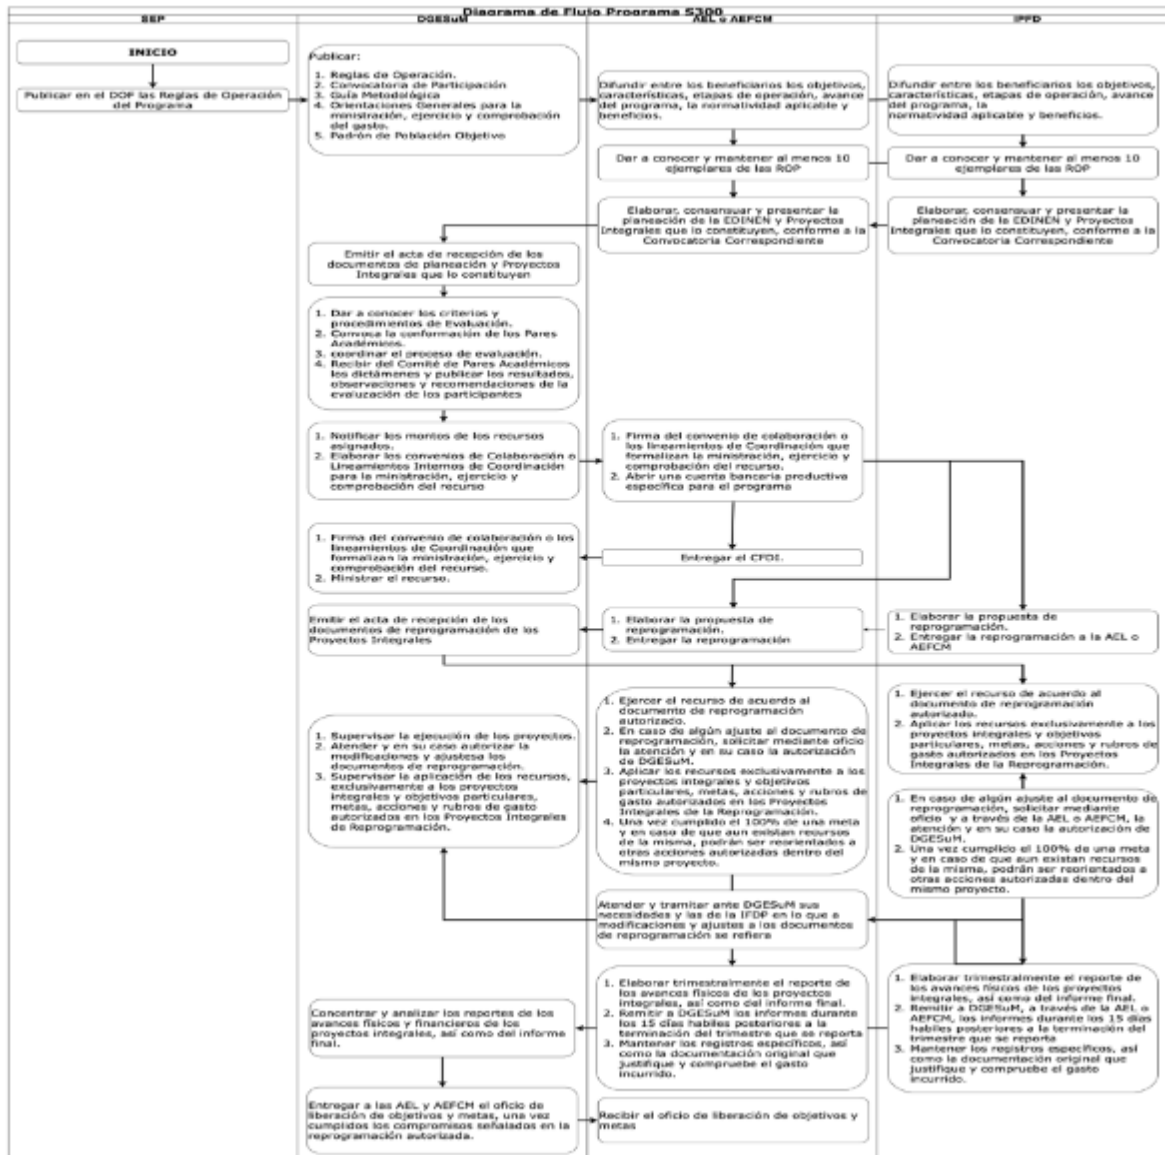 Diagrama de Flujo Programa S300
SEP
DGESuM
AEL o AEFCM
IPFD
INICIO
Publicar en el DOF las Reglas de Operación
del Programa
Publicar:
1. Reglas de Operación.
2. Convocatoria de Participación
3. Guía Metodológica
4. Orientaciones Generales para la
ministración, ejercicio y comprobación
del gasto.
5. Padrón de Población Objetivo
Difundir entre los beneficiarios los objetivos,
características, etapas de operación, avance
del programa, la normatividad aplicable y
beneficios.
Difundir entre los beneficiarios los objetivos,
características, etapas de operación, avance
del programa, la
normatividad aplicable y beneficios.
Dar a conocer y mantener al menos 10
ejemplares de las ROP
Dar a conocer y mantener al menos 10
ejemplares de las ROP
Elaborar, consensuar y presentar la
planeación de la EDINEN y Proyectos
Integrales que lo constituyen, conforme a la
Convocatoria Correspondiente
Elaborar, consensuar y presentar la
planeación de la EDINEN y Proyectos
Integrales que lo constituyen, conforme a la
Convocatoria Correspondiente
Emitir el acta de recepción de los
documentos de planeación y Proyectos
Integrales que lo constituyen
1. Dar a conocer los criterios y
procedimientos de Evaluación.
2. Convoca la conformación de los Pares
Académicos.
3. coordinar el proceso de evaluación.
4. Recibir del Comité de Pares Académicos
los dictámenes y publicar los resultados,
observaciones y recomendaciones de la
evaluzación de los participantes
1. Notificar los montos de los recursos
asignados.
2. Elaborar los convenios de Colaboración o
Lineamientos Internos de Coordinación
para la ministración, ejercicio y
comprobación del recurso
1. Firma del convenio de colaboración o
los lineamientos de Coordinación que
formalizan la ministración, ejercicio y
comprobación del recurso.
2. Abrir una cuenta bancaria productiva
específica para el programa
1. Firma del convenio de colaboración o los
lineamientos de Coordinación que
formalizan la ministración, ejercicio y
comprobación del recurso.
2. Ministrar el recurso.
Entregar el CFDI.
Emitir el acta de recepción de los
documentos de reprogramación de los
Proyectos Integrales
1. Elaborar la propuesta de
reprogramación.
2. Entregar la reprogramación
1. Elaborar la propuesta de
reprogramación.
2. Entregar la reprogramación a la AEL o
AEFCM
1. Supervisar la ejecución de los proyectos.
2. Atender y en su caso autorizar la
modificaciones y ajustesa los
documentos de reprogramación.
3. Supervisar la aplicación de los recursos,
exclusivamente a los proyectos
integrales y objetivos particulares,
metas, acciones y rubros de gasto
autorizados en los Proyectos Integrales
de Reprogramación.
1. Ejercer el recurso de acuerdo al
documento de reprogramación
autorizado.
2. En caso de algún ajuste al documento de
reprogramación, solicitar mediante oficio
la atención y en su caso la autorización
de DGESuM.
3. Aplicar los recursos exclusivamente a los
proyectos integrales y objetivos
particulares, metas, acciones y rubros de
gasto autorizados en los Proyectos
Integrales de la Reprogramación.
4. Una vez cumplido el 100% de una meta
y en caso de que aun existan recursos
de la misma, podrán ser reorientados a
otras acciones autorizadas dentro del
mismo proyecto.
1. Ejercer el recurso de acuerdo al
documento de reprogramación
autorizado.
2. Aplicar los recursos exclusivamente a los
proyectos integrales y objetivos
particulares, metas, acciones y rubros de
gasto autorizados en los Proyectos
Integrales de la Reprogramación.
1. En caso de algún ajuste al documento de
reprogramación, solicitar mediante
oficio y a través de la AEL o AEFCM, la
atención y en su caso la autorización de
DGESuM.
2. Una vez cumplido el 100% de una meta
y en caso de que aun existan recursos
de la misma, podrán ser reorientados a
otras acciones autorizadas dentro del
mismo proyecto.
Atender y tramitar ante DGESuM sus
necesidades y las de la IFDP en lo que a
modificaciones y ajustes a los documentos
de reprogramación se refiera
Concentrar y analizar los reportes de los
avances físicos y financieros de los
proyectos integrales, así como del informe
final.
1. Elaborar trimestralmente el reporte de
los avances físicos de los proyectos
integrales, así como del informe final.
2. Remitir a DGESuM los informes durante
los 15 días habiles posteriores a la
terminación del trimestre que se reporta
3. Mantener los registros específicos, así
como la documentación original que
justifique y compruebe el gasto
incurrido.
1. Elaborar trimestralmente el reporte de
los avances físicos de los proyectos
integrales, así como del informe final.
2. Remitir a DGESuM, a través de la AEL o
AEFCM, los informes durante los 15 días
habiles posteriores a la terminación del
trimestre que se reporta
3. Mantener los registros específicos, así
como la documentación original que
justifique y compruebe el gasto
incurrido.
Entregar a las AEL y AEFCM el oficio de
liberación de objetivos y metas, una vez
cumplidos los compromisos señalados en la
reprogramación autorizada.
Recibir el oficio de liberación de objetivos y
metas